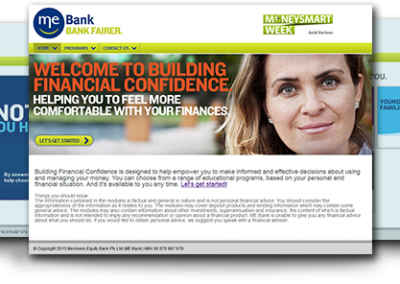 me Bank
BANK FAIRER.
MONEYSMART
WEEK
Gold Partner
HOME
PROGRAMS
CONTACT US
WELCOME TO BUILDING
FINANCIAL CONFIDENCE.
HELPING YOU TO FEEL MORE
COMFORTABLE WITH YOUR FINANCES.
LET'S GET STARTED!
NOT
OU H
By answer
help choos
OU.
YOUNG
FAMILI
Building Financial Confidence is designed to help empower you to make informed and effective decisions about using
and managing your money. You can choose from a range of educational programs, based on your personal and
financial situation. And it's available to you any time. Let's get started!
Things you should know
The information contained in the modules is factual and general in nature and is not personal financial advice. You should consider the
appropriateness of the information as it relates to you. The modules may cover deposit products and lending information which may contain some
general advice. The modules may also contain information about other investments, superannuation and insurance, the content of which is factual
information and is not intended to imply any recommendation or opinion about a financial product. ME Bank is unable to give you any financial advice
about what you should do. If you would like to obtain personal advice, we suggest you speak with a financial adviser.
© Copyright 2013 Members Equity Bank Pty Ltd (ME Bank) ABN 56 070 887 679